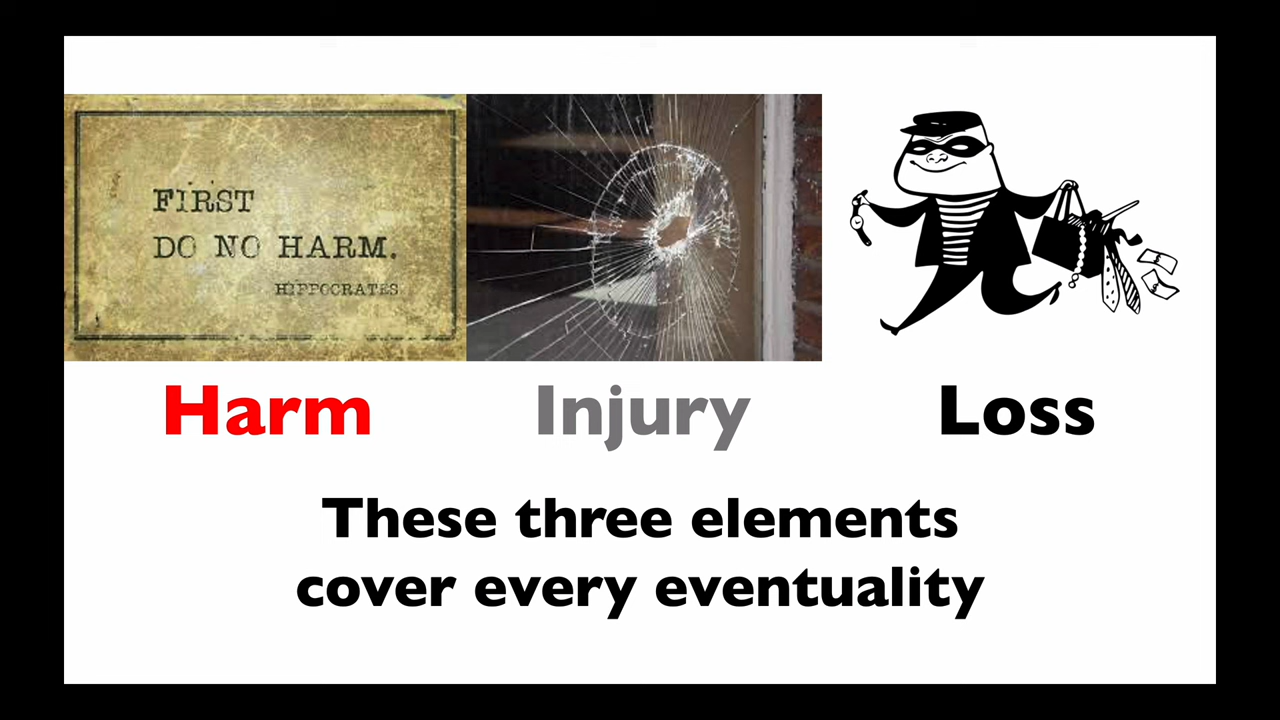 FIRST
DO NO HARM.
HIPPOCRATES
Harm
Injury
Loss
These three elements
cover every eventuality